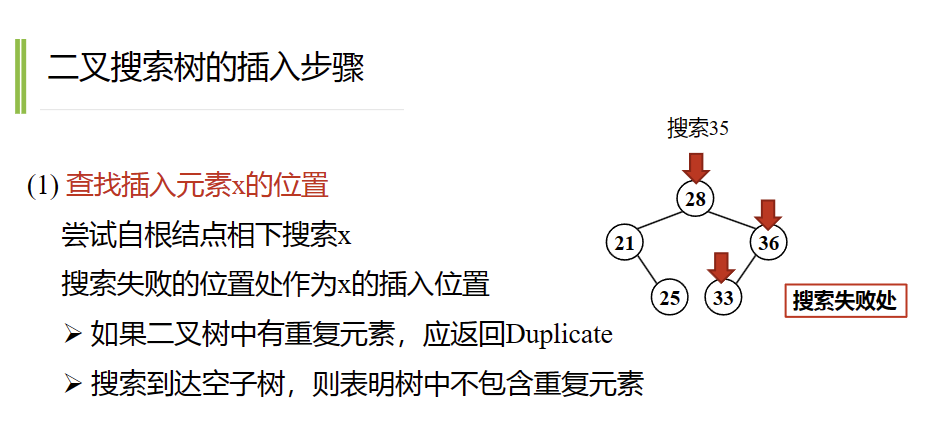 二叉搜索树的插入步骤
搜索35
(1) 查找插入元素x的位置
28
尝试自根结点相下搜索x
21
36
搜索失败的位置处作为x的插入位置
25
33
搜索失败处
➢ 如果二叉树中有重复元素，应返回Duplicate
➢ 搜索到达空子树，则表明树中不包含重复元素